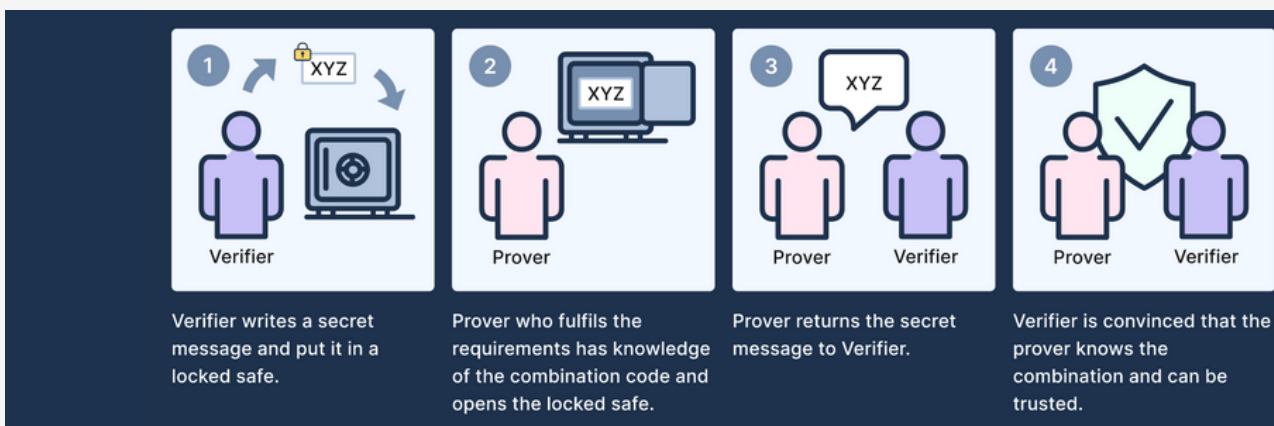 1
XYZ
Verifier
Verifier writes a secret
message and put it in a
locked safe.
2
XYZ
Prover
Prover who fulfils the
requirements has knowledge
of the combination code and
opens the locked safe.
3
XYZ
Prover
Verifier
Prover returns the secret
message to Verifier.
4
Prover
Verifier
Verifier is convinced that the
prover knows the
combination and can be
trusted.